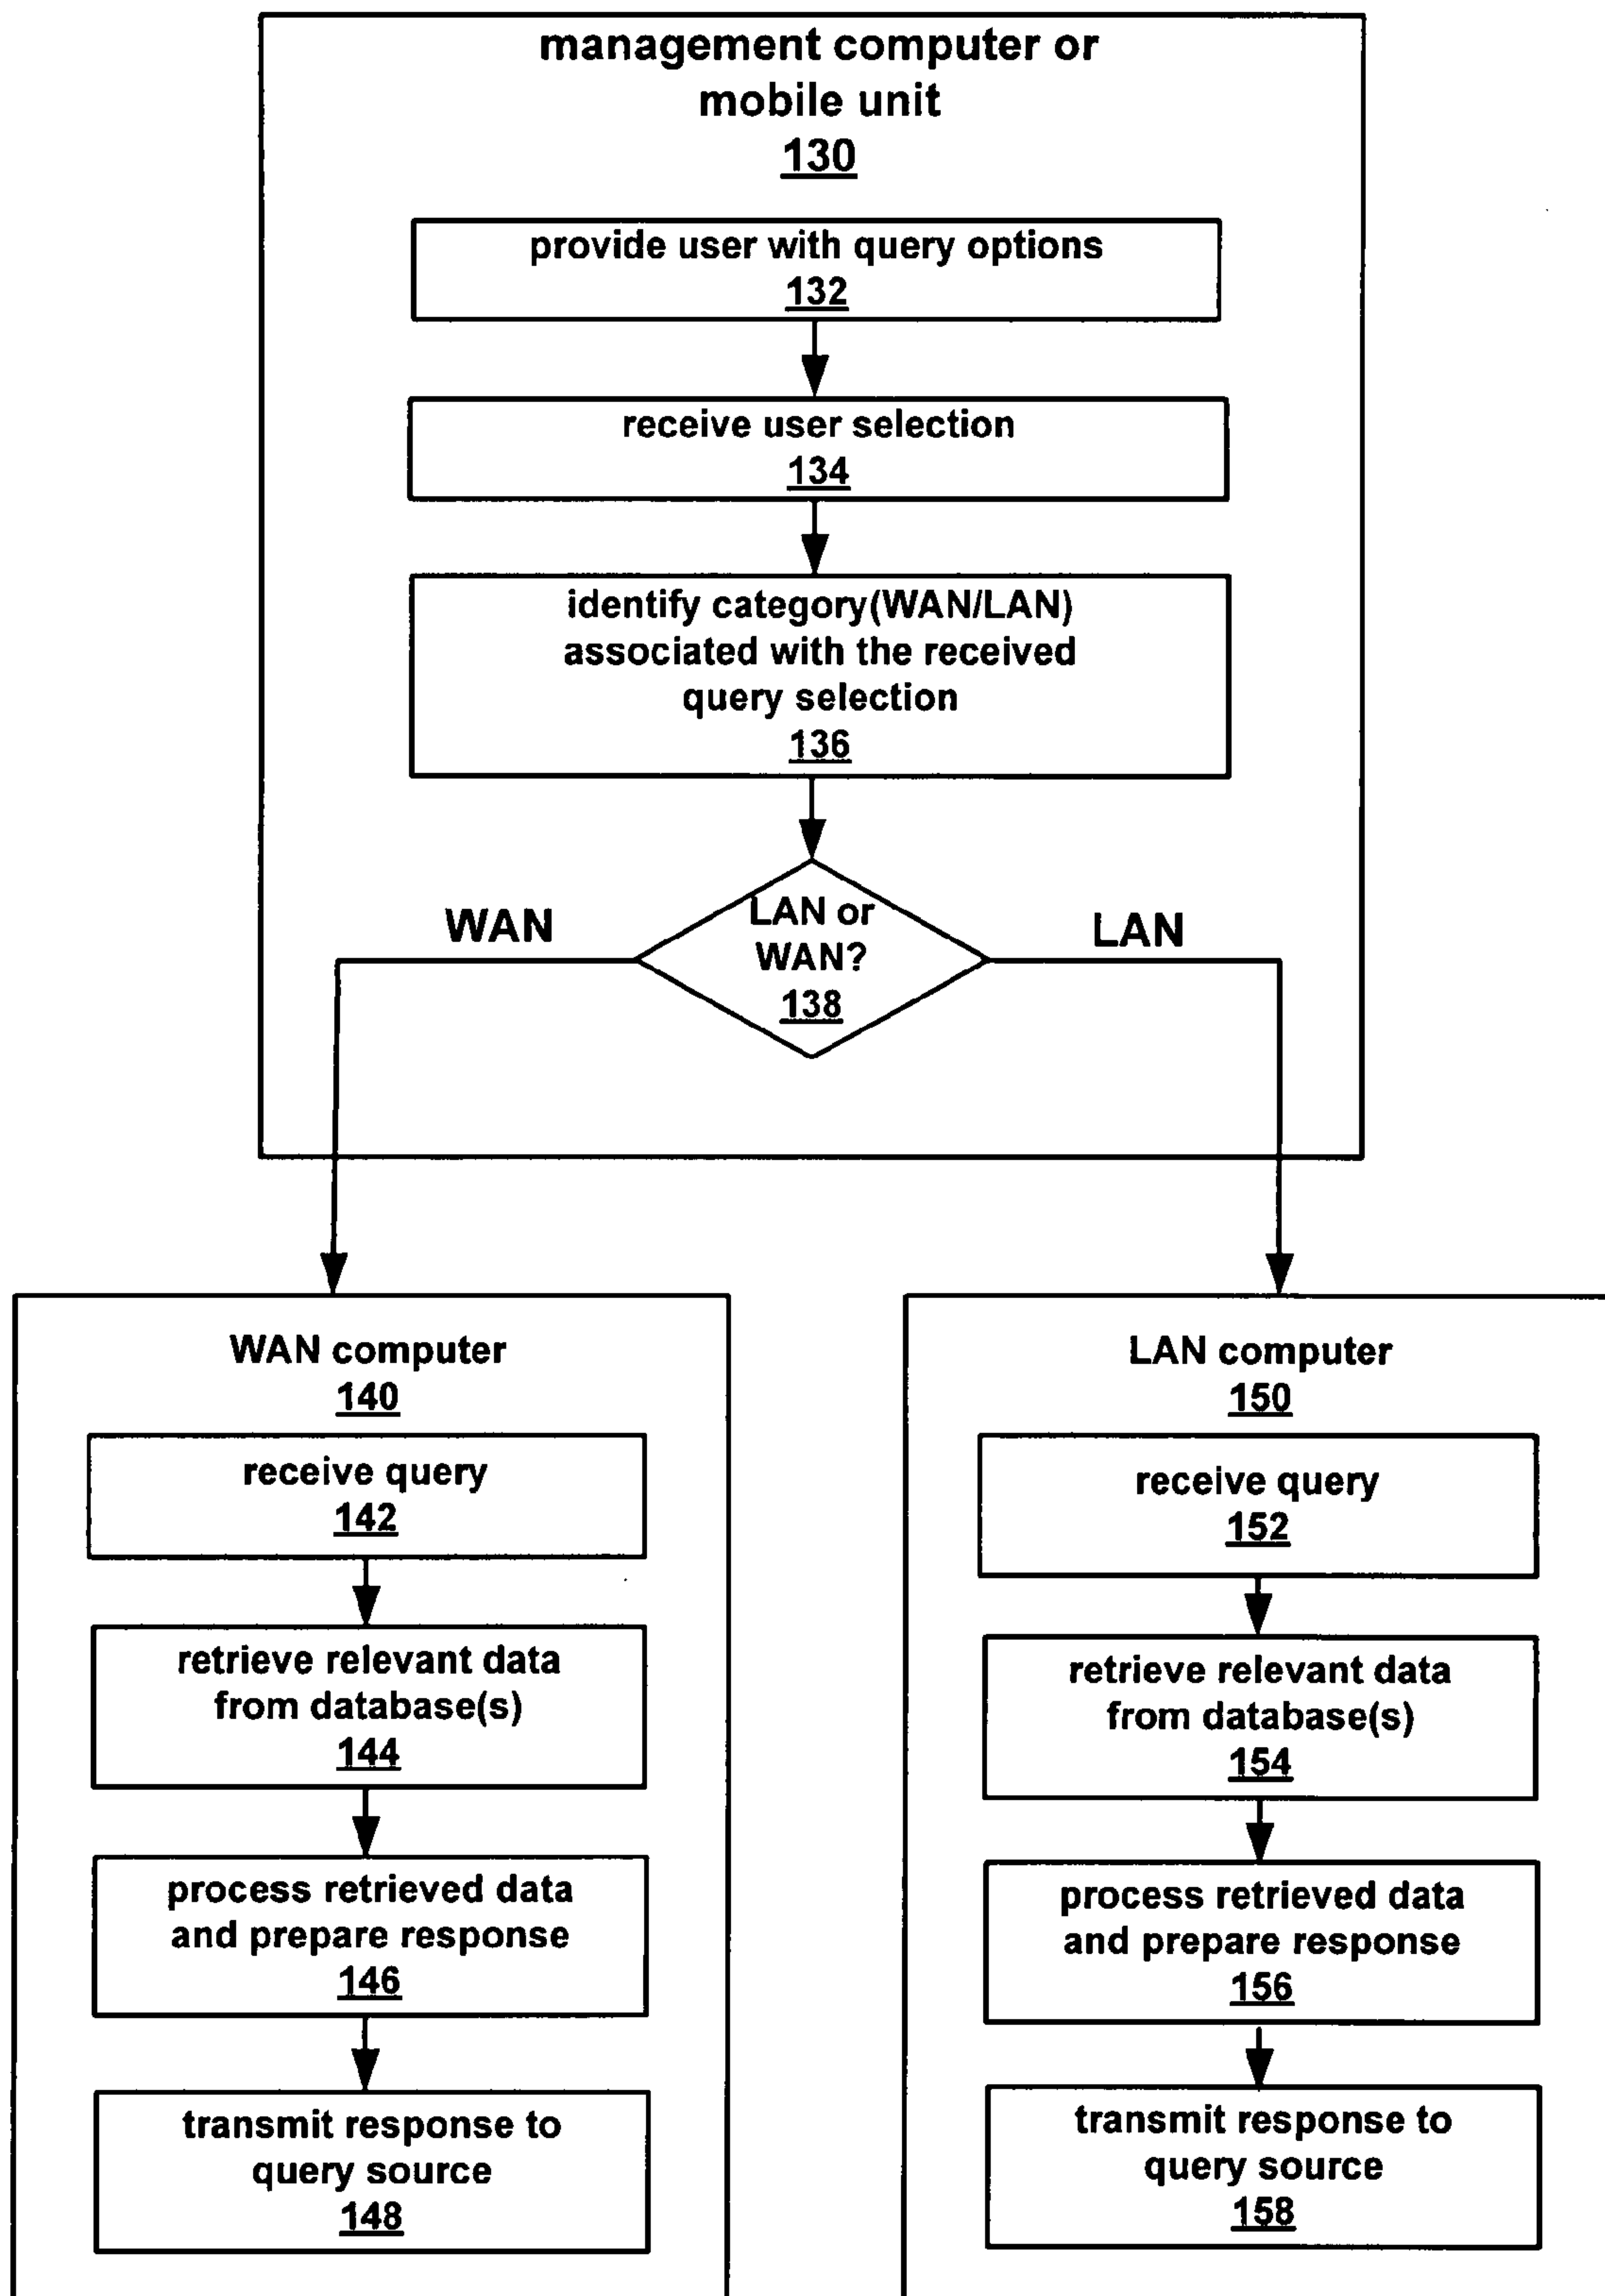 management computer or
mobile unit
130
provide user with query options
132
receive user selection
134
identify category(WAN/LAN)
associated with the received
query selection
136
LAN or
WAN?
138
WAN
LAN
WAN computer
140
receive query
142
retrieve relevant data
from database(s)
144
process retrieved data
and prepare response
146
transmit response to
query source
148
LAN computer
150
receive query
152
retrieve relevant data
from database(s)
154
process retrieved data
and prepare response
156
transmit response to
query source
158